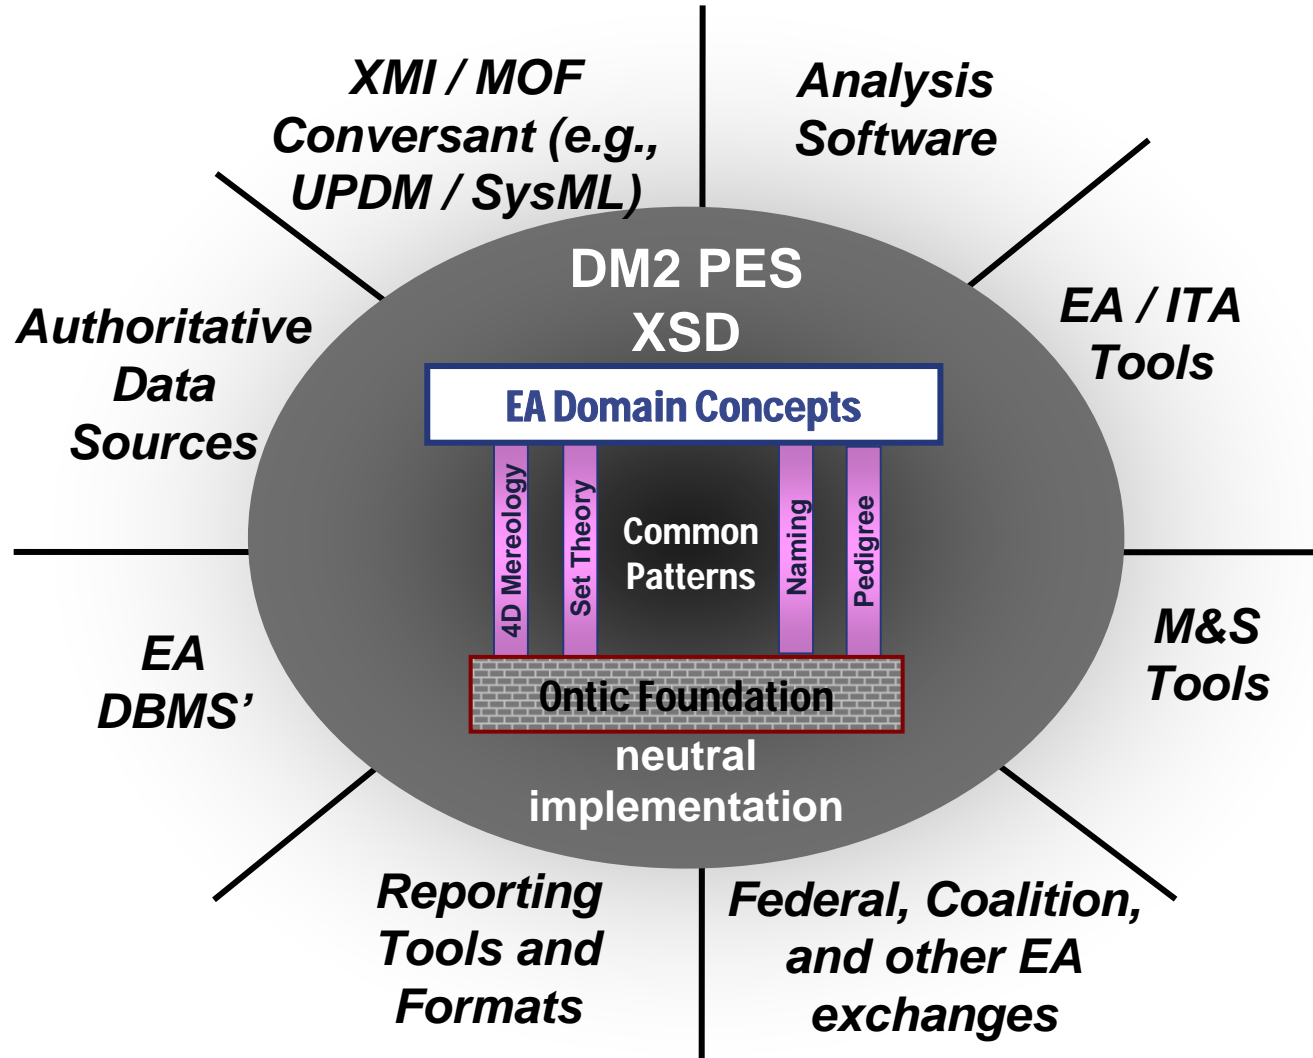 XMI / MOF
Conversant (e.g.,
UPDM / SysML)
Analysis
Software
Authoritative
Data
Sources
EA / ITA
Tools
DM2 PES
XSD
EA Domain Concepts
4D Mereology
Set Theory
Common
Patterns
Naming
Pedigree
Ontic Foundation
neutral
implementation
EA
DBMS’
M&S
Tools
Reporting
Tools and
Formats
Federal, Coalition,
and other EA
exchanges